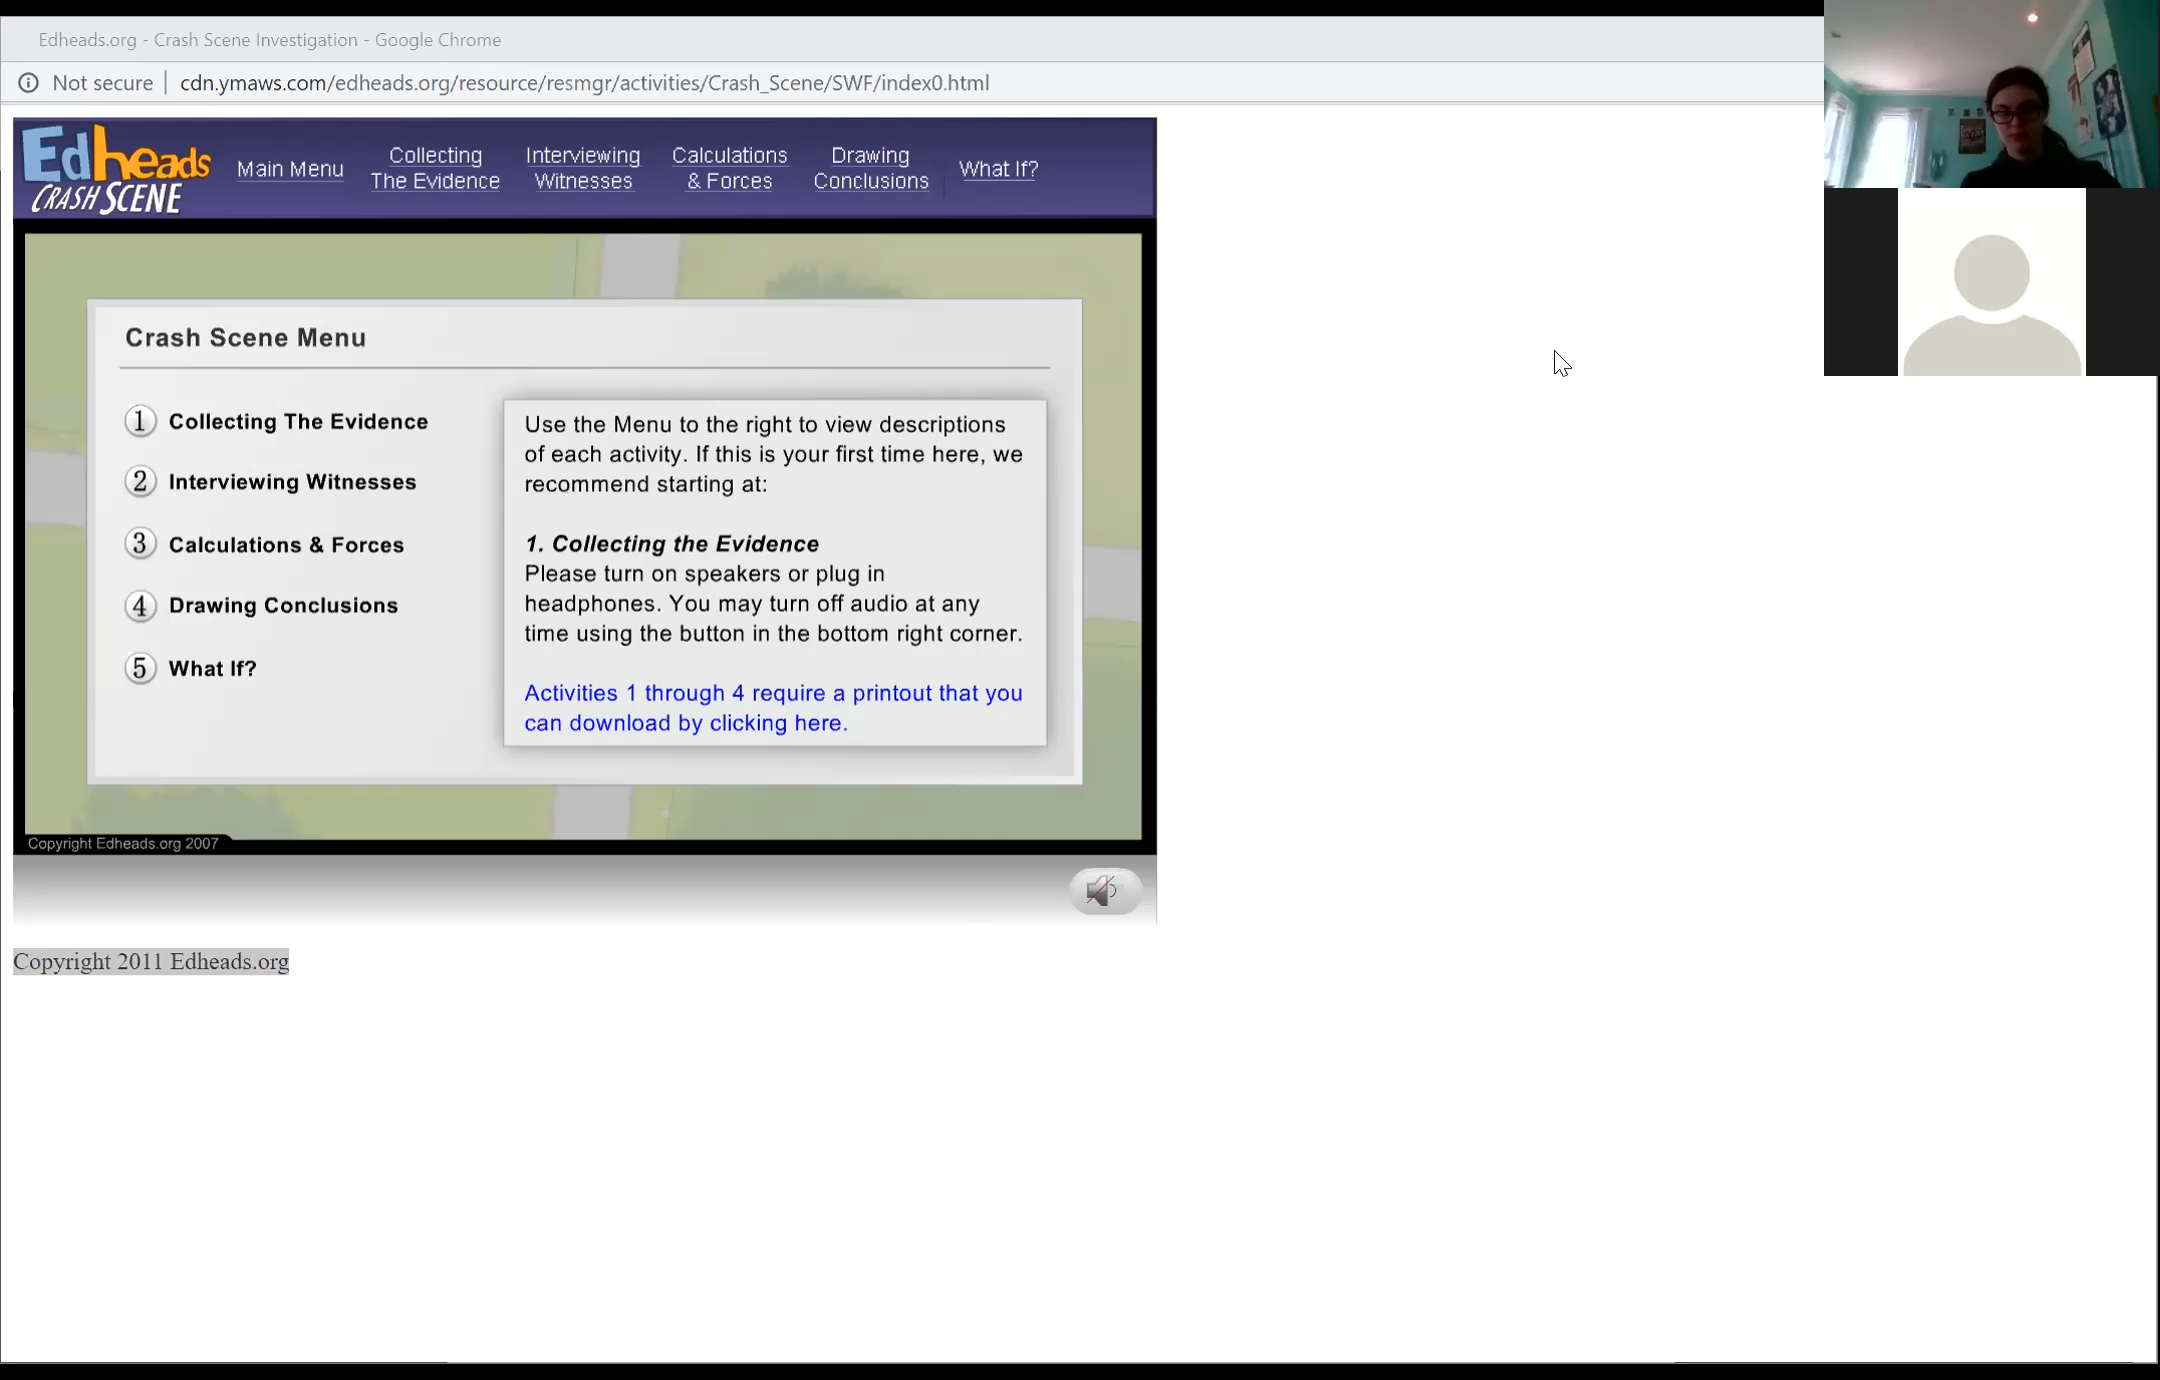 Edheads.org - Crash Scene Investigation - Google Chrome
Not secure | cdn.ymaws.com/edheads.org/resource/resmgr/activities/Crash_Scene/SWF/index0.html
Edheads
CRASH SCENE
Main Menu
Collecting
The Evidence
Interviewing
Witnesses
Calculations
& Forces
Drawing
Conclusions
What If?
Crash Scene Menu
1 Collecting The Evidence
2 Interviewing Witnesses
3 Calculations & Forces
4 Drawing Conclusions
5 What If?
Use the Menu to the right to view descriptions
of each activity. If this is your first time here, we
recommend starting at:
1. Collecting the Evidence
Please turn on speakers or plug in
headphones. You may turn off audio at any
time using the button in the bottom right corner.
Activities 1 through 4 require a printout that you
can download by clicking here.
Copyright Edheads.org 2007
Copyright 2011 Edheads.org